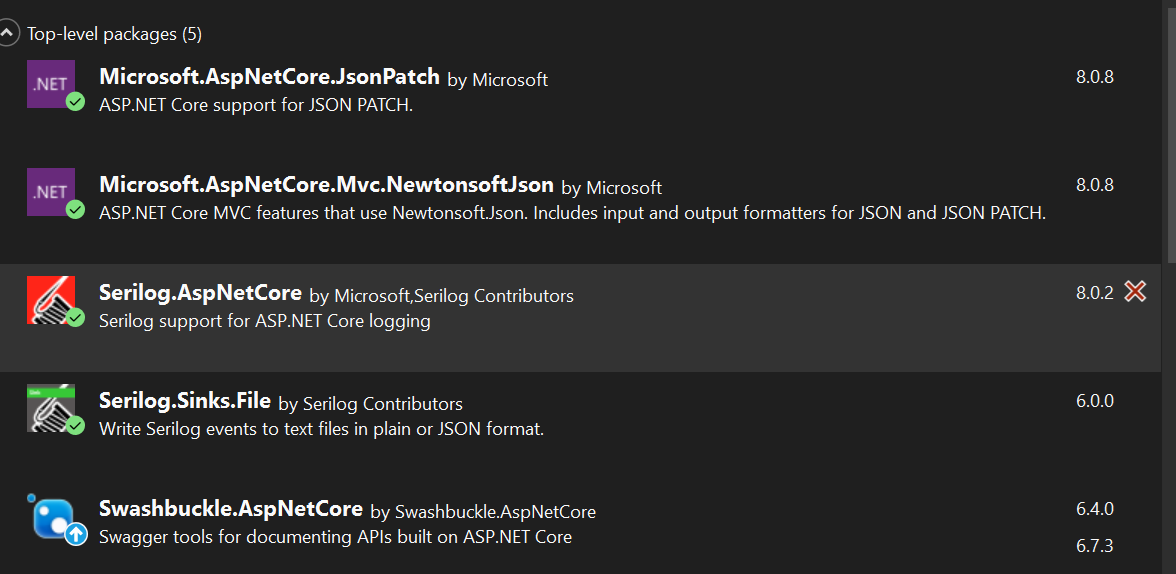 Top-level packages (5)
.NET
Microsoft.AspNetCore.JsonPatch by Microsoft 8.0.8
ASP.NET Core support for JSON PATCH.
.NET
Microsoft.AspNetCore.Mvc.NewtonsoftJson by Microsoft 8.0.8
ASP.NET Core MVC features that use Newtonsoft.Json. Includes input and output formatters for JSON and JSON PATCH.
Serilog.AspNetCore by Microsoft,Serilog Contributors 8.0.2
Serilog support for ASP.NET Core logging
Serilog.Sinks.File by Serilog Contributors 6.0.0
Write Serilog events to text files in plain or JSON format.
Swashbuckle.AspNetCore by Swashbuckle.AspNetCore 6.4.0
Swagger tools for documenting APIs built on ASP.NET Core
6.7.3